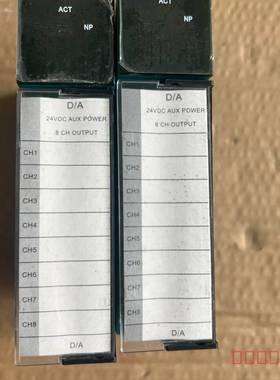 ACT
NP
D/A
24VDC AUX POWER
8 CH OUTPUT
CH1
CH2
CH3
CH4
CH5
CH6
CH7
CH8
D/A
ACT
NP
D/A
24VDC AUX POWER
8 CH OUTPUT
CH1
CH2
CH3
CH4
CH5
CH6
CH7
CH8
D/A